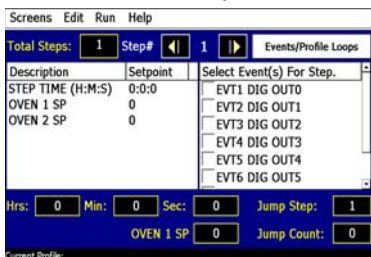 Screens Edit Run Help
Total Steps: 1 Step# 1 Events/Profile Loops
Description Setpoint Select Event(s) For Step.
STEP TIME (H:M:S) 0:0:0 EVT1 DIG OUT0
OVEN 1 SP 0 EVT2 DIG OUT1
OVEN 2 SP 0 EVT3 DIG OUT2
EVT4 DIG OUT3
EVT5 DIG OUT4
EVT6 DIG OUT5
Hrs: 0 Min: 0 Sec: 0 Jump Step: 1
OVEN 1 SP 0 Jump Count: 0
Current Profile: